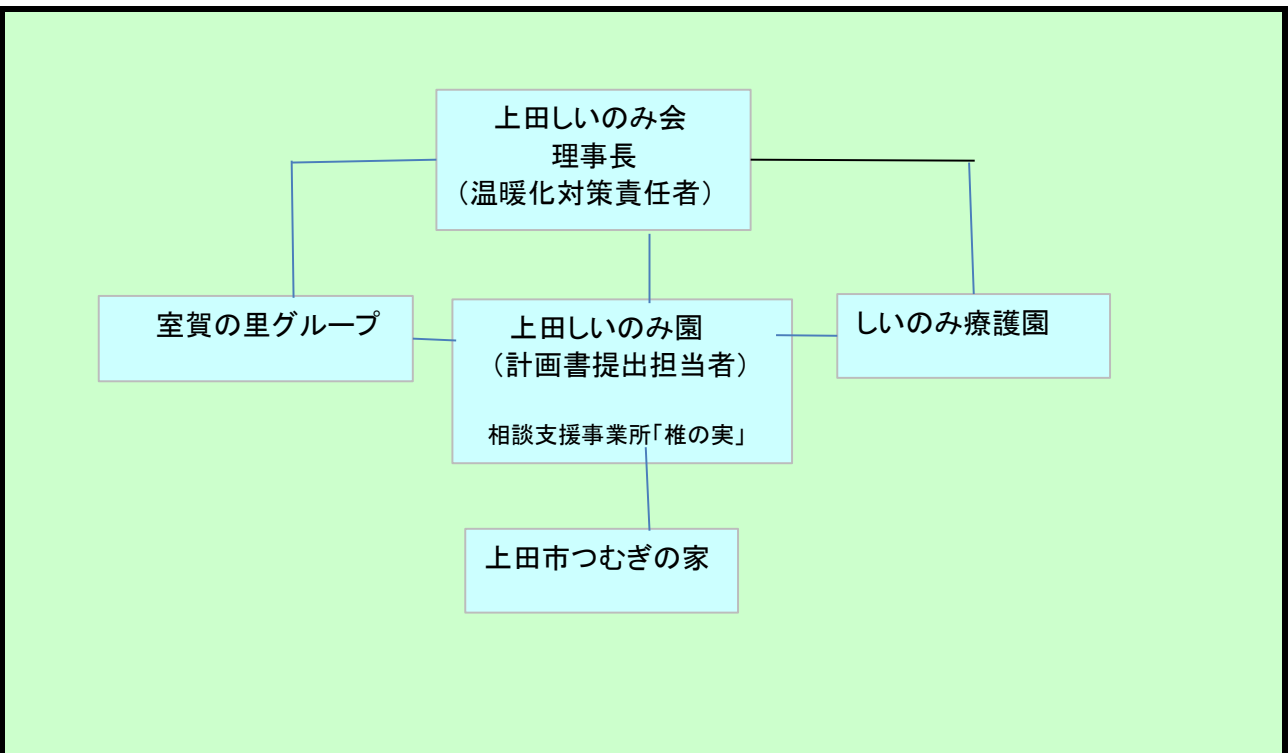 上田しいのみ会
理事長
（温暖化対策責任者）
室賀の里グループ
上田しいのみ園
（計画書提出担当者）
相談支援事業所「椎の実」
しいのみ療護園
上田市つむぎの家